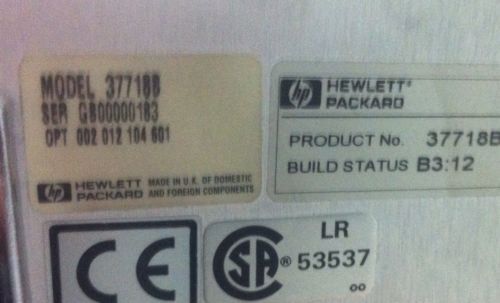 MODEL 37718B
SER GB00000183
OPT 002 012 104 601
hp HEWLETT PACKARD
MADE IN U.K. OF DOMESTIC
AND FOREIGN COMPONENTS
hp HEWLETT®
PACKARD
PRODUCT No. 37718B
BUILD STATUS B3:12
CE
LR
SA ® 53537
oo